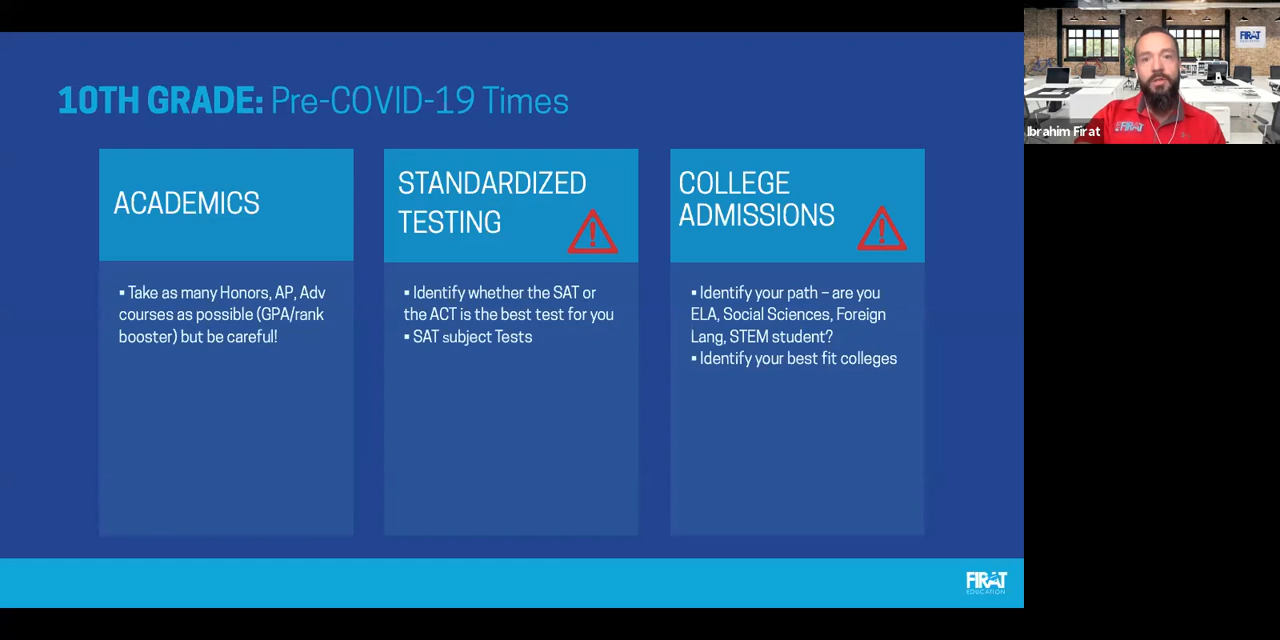 10TH GRADE: Pre-COVID-19 Times
ACADEMICS
▪ Take as many Honors, AP, Adv
courses as possible (GPA/rank
booster) but be careful!
STANDARDIZED
TESTING
▪ Identify whether the SAT or
the ACT is the best test for you
▪ SAT subject Tests
COLLEGE
ADMISSIONS
▪ Identify your path – are you
ELA, Social Sciences, Foreign
Lang, STEM student?
▪ Identify your best fit colleges
FIRAT
EDUCATION
FIRAT
FIRAT
Ibrahim Firat